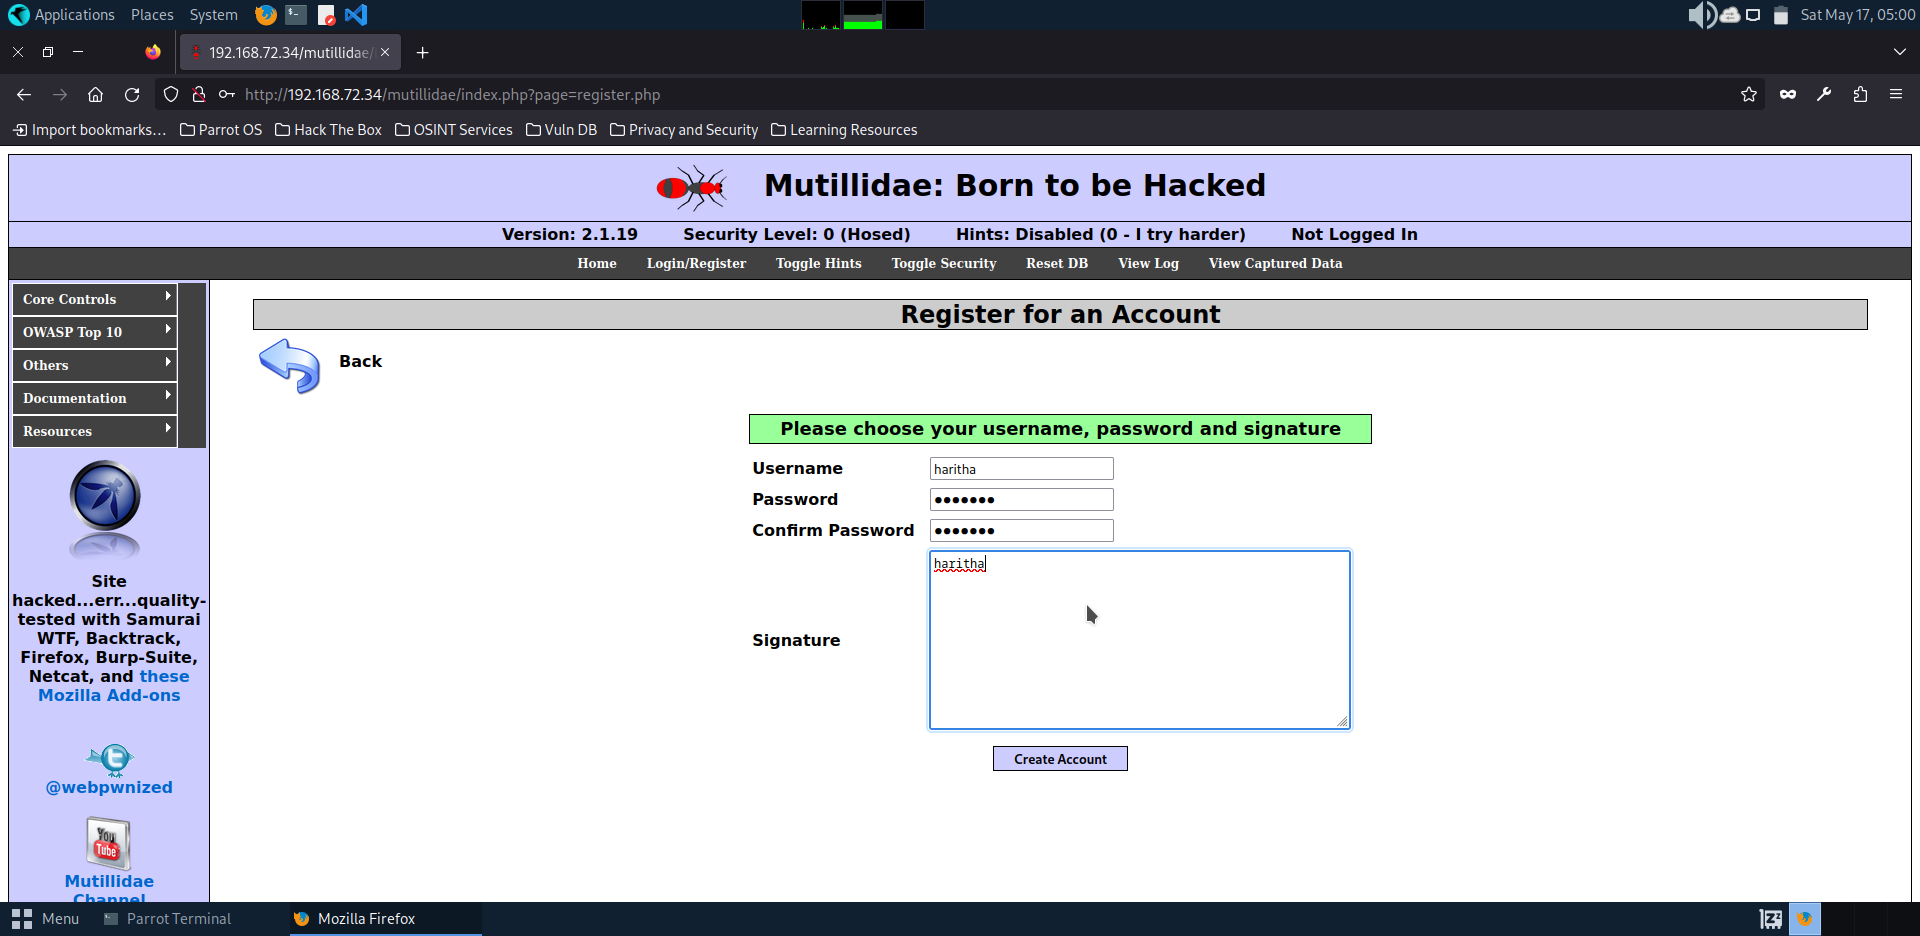 Applications Places System Sat May 17, 05:00
192.168.72.34/mutillidae/
http://192.168.72.34/mutillidae/index.php?page=register.php
Import bookmarks... Parrot OS Hack The Box OSINT Services Vuln DB Privacy and Security Learning Resources
Mutillidae: Born to be Hacked
Version: 2.1.19 Security Level: 0 (Hosed) Hints: Disabled (0 - I try harder) Not Logged In
Home Login/Register Toggle Hints Toggle Security Reset DB View Log View Captured Data
Core Controls
OWASP Top 10
Others
Documentation
Resources
Site
hacked...err...quality-
tested with Samurai
WTF, Backtrack,
Firefox, Burp-Suite,
Netcat, and these
Mozilla Add-ons
@webpwnized
You
Tube
Mutillidae
Channel
Register for an Account
Back
Please choose your username, password and signature
Username haritha
Password •••••••
Confirm Password •••••••
Signature haritha
Create Account
Menu Parrot Terminal Mozilla Firefox